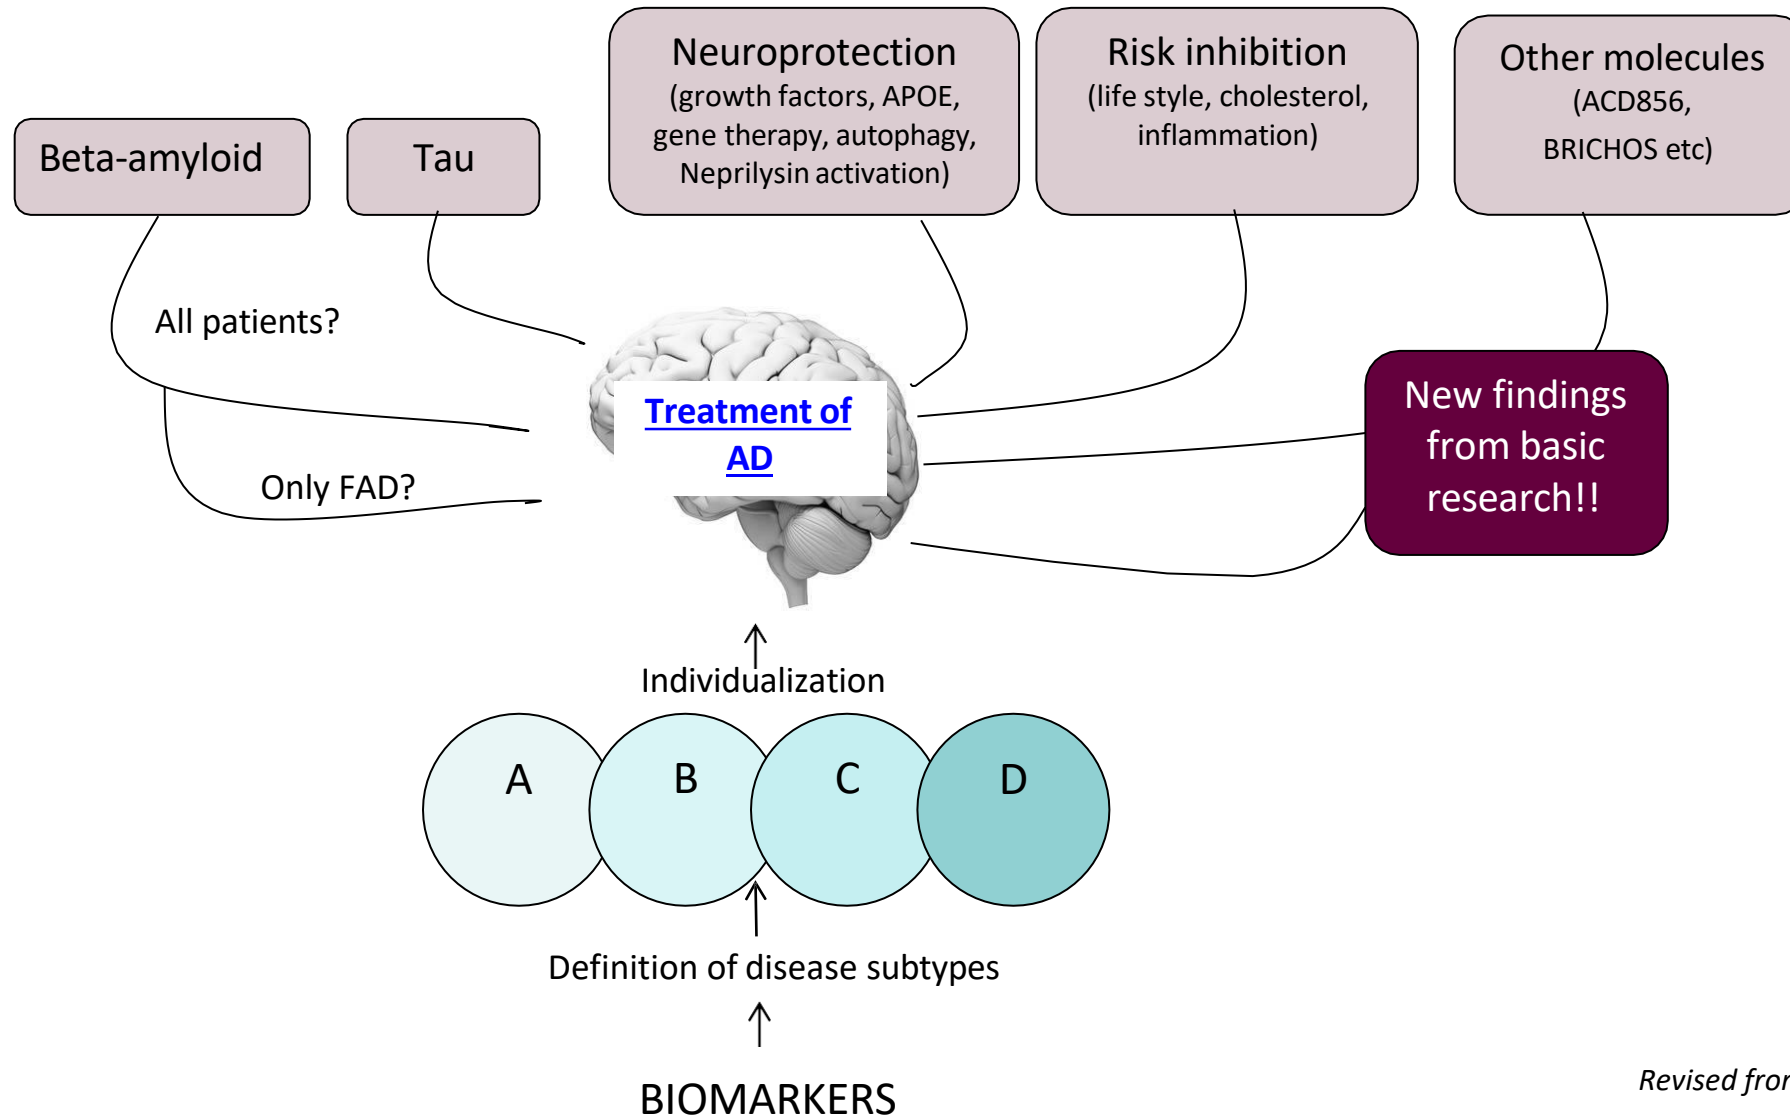 Neuroprotection
(growth factors, APOE,
gene therapy, autophagy,
Neprilysin activation)
Risk inhibition
(life style, cholesterol,
inflammation)
Other molecules
(ACD856,
BRICHOS etc)
Beta-amyloid
Tau
All patients?
Only FAD?
Treatment of
AD
New findings
from basic
research!!
Individualization
A
B
C
D
Definition of disease subtypes
BIOMARKERS
Revised